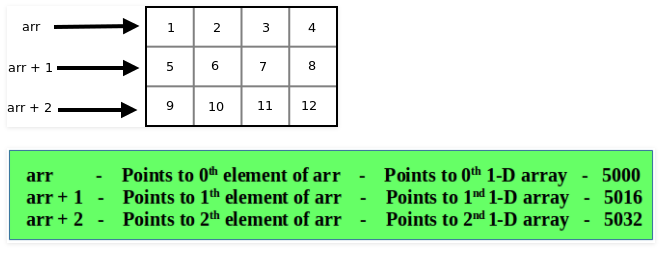 arr 1 2 3 4
arr + 1 5 6 7 8
arr + 2 9 10 11 12
arr - Points to 0th element of arr - Points to 0th 1-D array - 5000
arr + 1 - Points to 1th element of arr - Points to 1nd 1-D array - 5016
arr + 2 - Points to 2th element of arr - Points to 2nd 1-D array - 5032